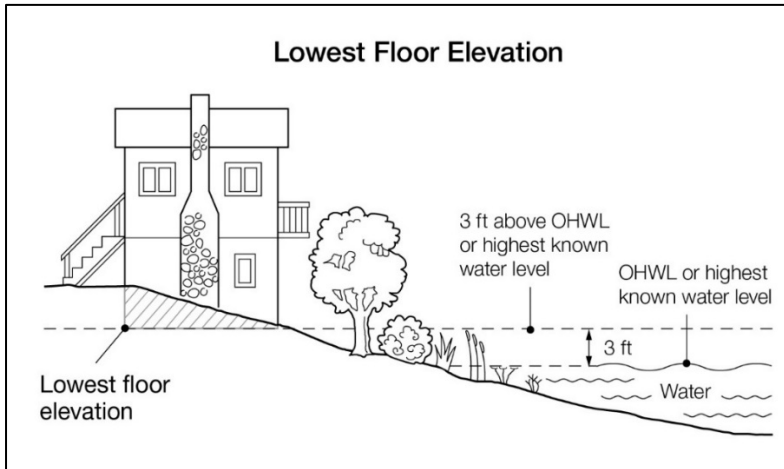 Lowest Floor Elevation
3 ft above OHWL
or highest known
water level
OHWL or highest
known water level
3 ft
Water
Lowest floor
elevation